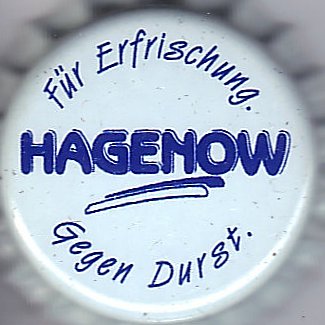 Für Erfrischung.
HAGENOW
Gegen Durst.